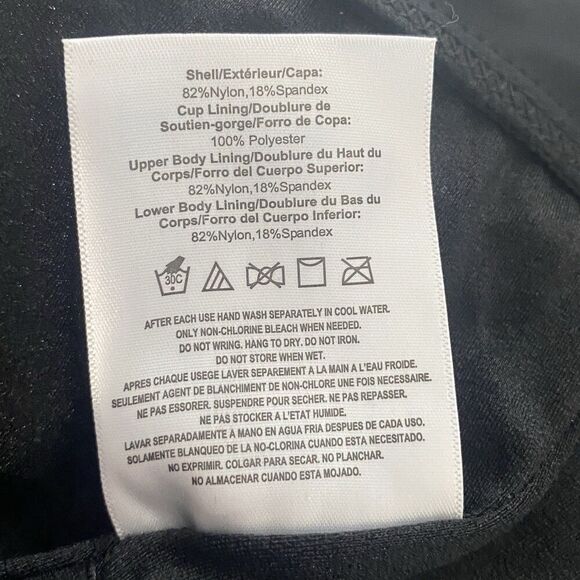 Shell/Extérieur/Capa:
82%Nylon,18%Spandex
Cup Lining/Doublure de
Soutien-gorge/Forro de Copa:
100% Polyester
Upper Body Lining/Doublure du Haut du
Corps/Forro del Cuerpo Superior:
82%Nylon,18%Spandex
Lower Body Lining/Doublure du Bas du
Corps/Forro del Cuerpo Inferior:
82%Nylon,18%Spandex
30C
AFTER EACH USE HAND WASH SEPARATELY IN COOL WATER.
ONLY NON-CHLORINE BLEACH WHEN NEEDED.
DO NOT WRING. HANG TO DRY. DO NOT IRON.
DO NOT STORE WHEN WET.
APRES CHAQUE USEGE LAVER SEPAREMENT A LA MAIN A L'EAU FROIDE.
SEULEMENT AGENT DE BLANCHIMENT DE NON-CHLORE UNE FOIS NECESSAIRE.
NE PAS ESSORER. SUSPENDRE POUR SECHER. NE PAS REPASSER.
NE PAS STOCKER A L'ETAT HUMIDE.
LAVAR SEPARADAMENTE A MANO EN AGUA FRIA DESPUES DE CADA USO.
SOLAMENTE BLANQUEO DE LA NO-CLORINA CUANDO ESTA NECESITADO.
NO EXPRIMIR. COLGAR PARA SECAR. NO PLANCHAR.
NO ALMACENAR CUANDO ESTA MOJADO.